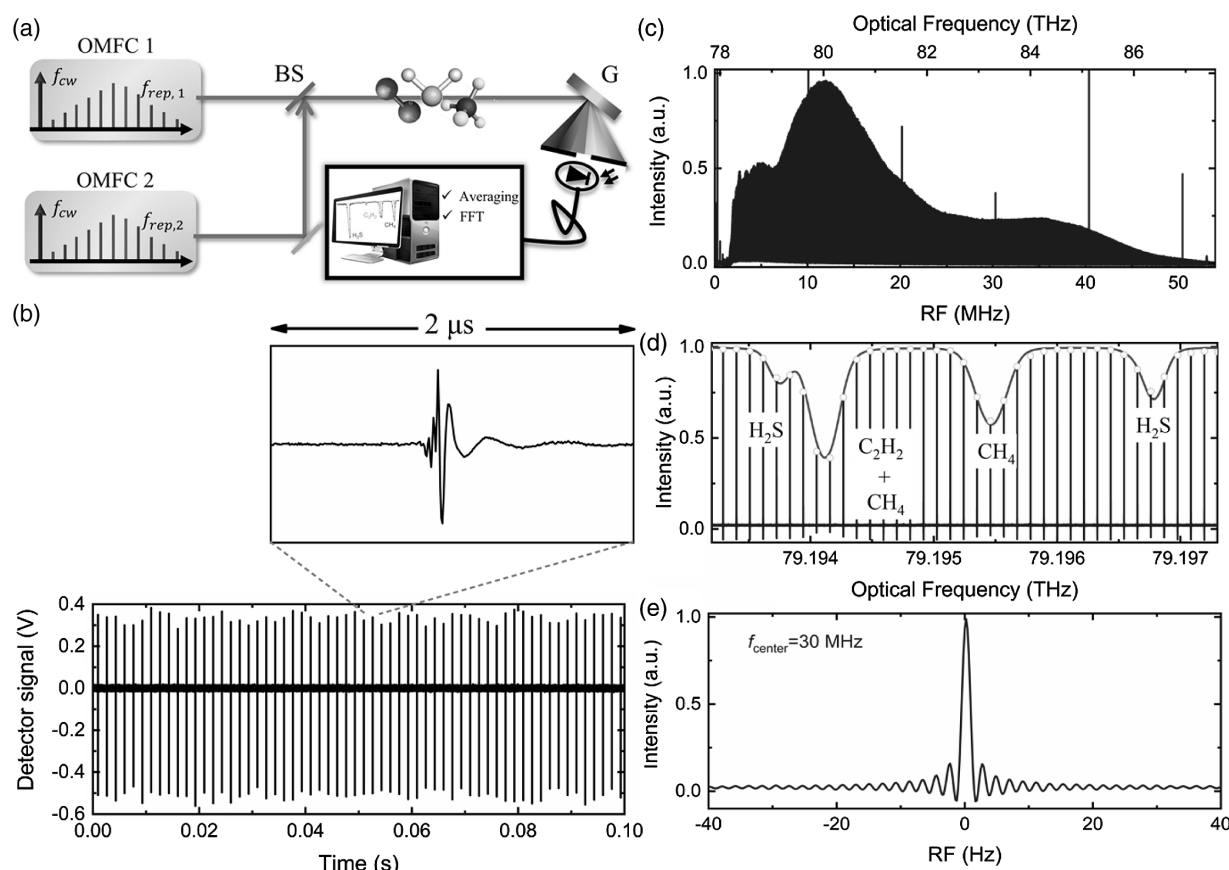 (a)
OMFC 1
f_cw
f_rep, 1
BS
G
OMFC 2
f_cw
f_rep,2
✓ Averaging
✓ FFT
C₂H₂
CH₄
H₂S
(b)
2 μs
Detector signal (V)
0.4
0.2
0.0
-0.2
-0.4
-0.6
0.00 0.02 0.04 0.06 0.08 0.10
Time (s)
(c)
Optical Frequency (THz)
78 80 82 84 86
Intensity (a.u.)
1.0
0.5
0.0
0 10 20 30 40 50
RF (MHz)
(d)
Intensity (a.u.)
1.0
0.5
0.0
H₂S
C₂H₂
+
CH₄
CH₄
H₂S
79.194 79.195 79.196 79.197
Optical Frequency (THz)
(e)
Intensity (a.u.)
1.0
0.5
0.0
f_center=30 MHz
-40 -20 0 20 40
RF (Hz)